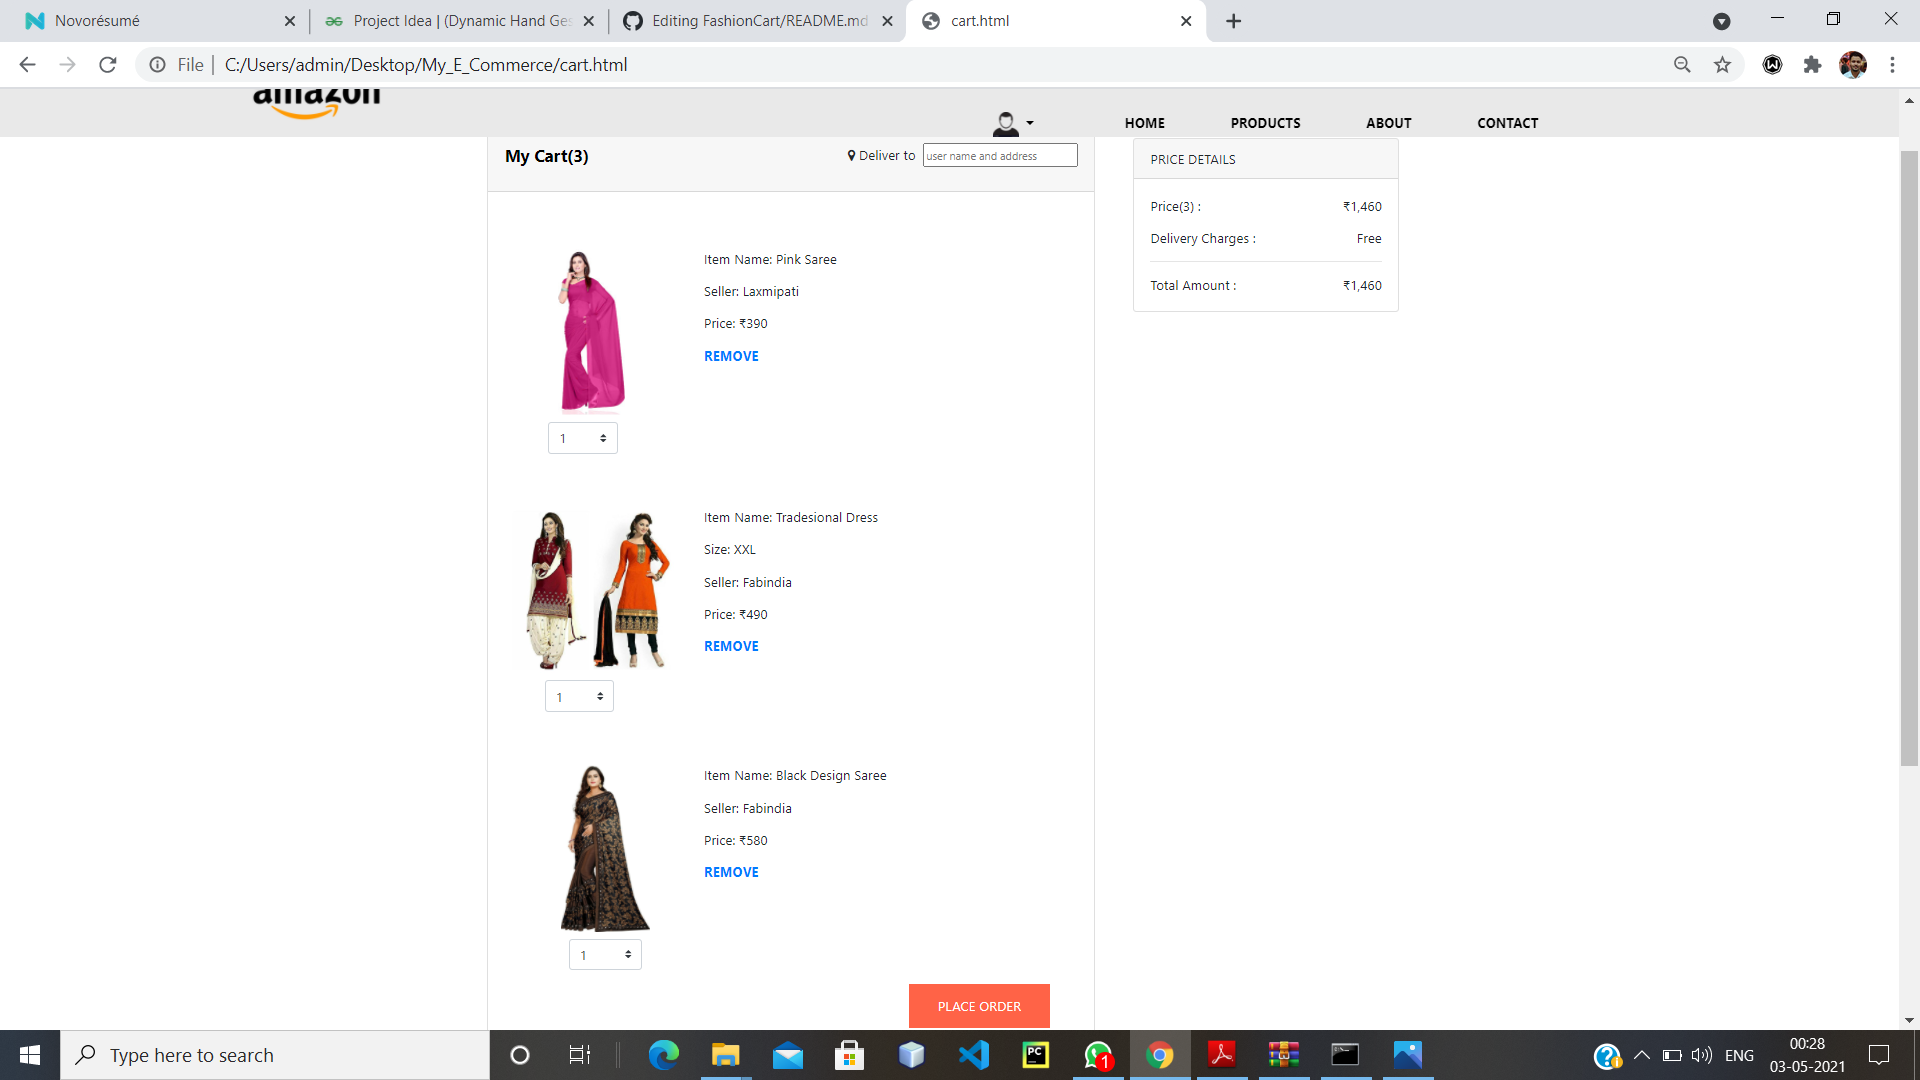 Novorésumé
Project Idea | (Dynamic Hand Ges
Editing FashionCart/README.md
cart.html
File | C:/Users/admin/Desktop/My_E_Commerce/cart.html
amazon
HOME PRODUCTS ABOUT CONTACT
My Cart(3)
Deliver to user name and address
PRICE DETAILS
Price(3) : ₹1,460
Delivery Charges : Free
Total Amount : ₹1,460
Item Name: Pink Saree
Seller: Laxmipati
Price: ₹390
REMOVE
1
Item Name: Tradesional Dress
Size: XXL
Seller: Fabindia
Price: ₹490
REMOVE
1
Item Name: Black Design Saree
Seller: Fabindia
Price: ₹580
REMOVE
1
PLACE ORDER
Type here to search
PC
1
ENG
00:28
03-05-2021